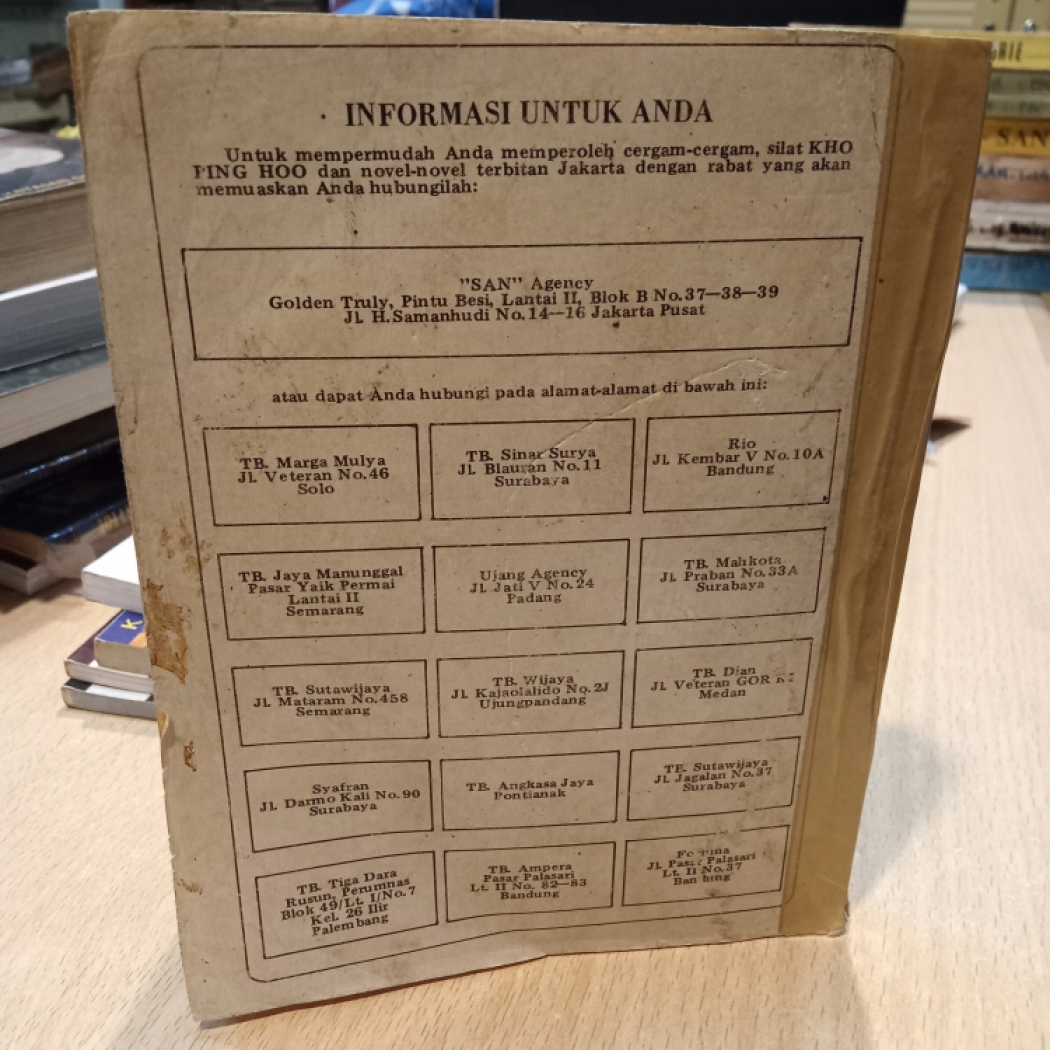 INFORMASI UNTUK ANDA
Untuk mempermudah Anda memperoleh cergam-cergam, silat KHO
PING HOO dan novel-novel terbitan Jakarta dengan rabat yang akan
memuaskan Anda hubungilah:
"SAN" Agency
Golden Truly, Pintu Besi, Lantai II, Blok B No.37—38—39
Jl. H.Samanhudi No.14—16 Jakarta Pusat
atau dapat Anda hubungi pada alamat-alamat di bawah ini:
TB. Marga Mulya
Jl. Veteran No.46
Solo
TB. Sinar Surya
Jl. Blauran No.11
Surabaya
Rio
Jl. Kembar V No.10A
Bandung
TB. Jaya Manunggal
Pasar Yaik Permai
Lantai II
Semarang
Ujang Agency
Jl. Jati V No.24
Padang
TB. Mahkota
Jl. Praban No.33A
Surabaya
TB. Sutawijaya
Jl. Mataram No.458
Semarang
TB. Wijaya
Jl. Kajaolalido No.2J
Ujungpandang
TB. Dian
Jl. Veteran GOR
Medan
Syafran
Jl. Darmo Kali No.90
Surabaya
TB. Angkasa Jaya
Pontianak
TB. Sutawijaya
Jl. Jagalan No.37
Surabaya
TB. Tiga Dara
Rusun, Perumnas
Blok 49/Lt. I/No.7
Kel. 26 Ilir
Palembang
TB. Ampera
Pasar Palasari
Lt. II No. 82—83
Bandung
Jl. Pasar Palasari
Lt. II No.37
Bandung
SAN